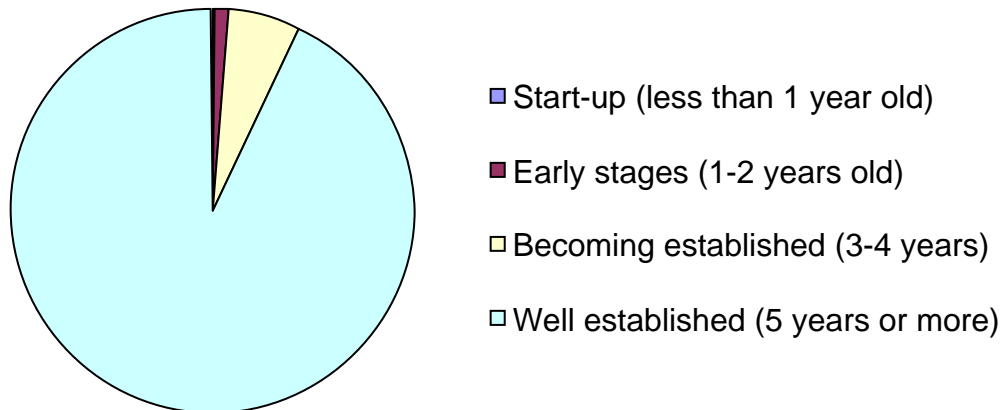 Start-up (less than 1 year old)
Early stages (1-2 years old)
Becoming established (3-4 years)
Well established (5 years or more)